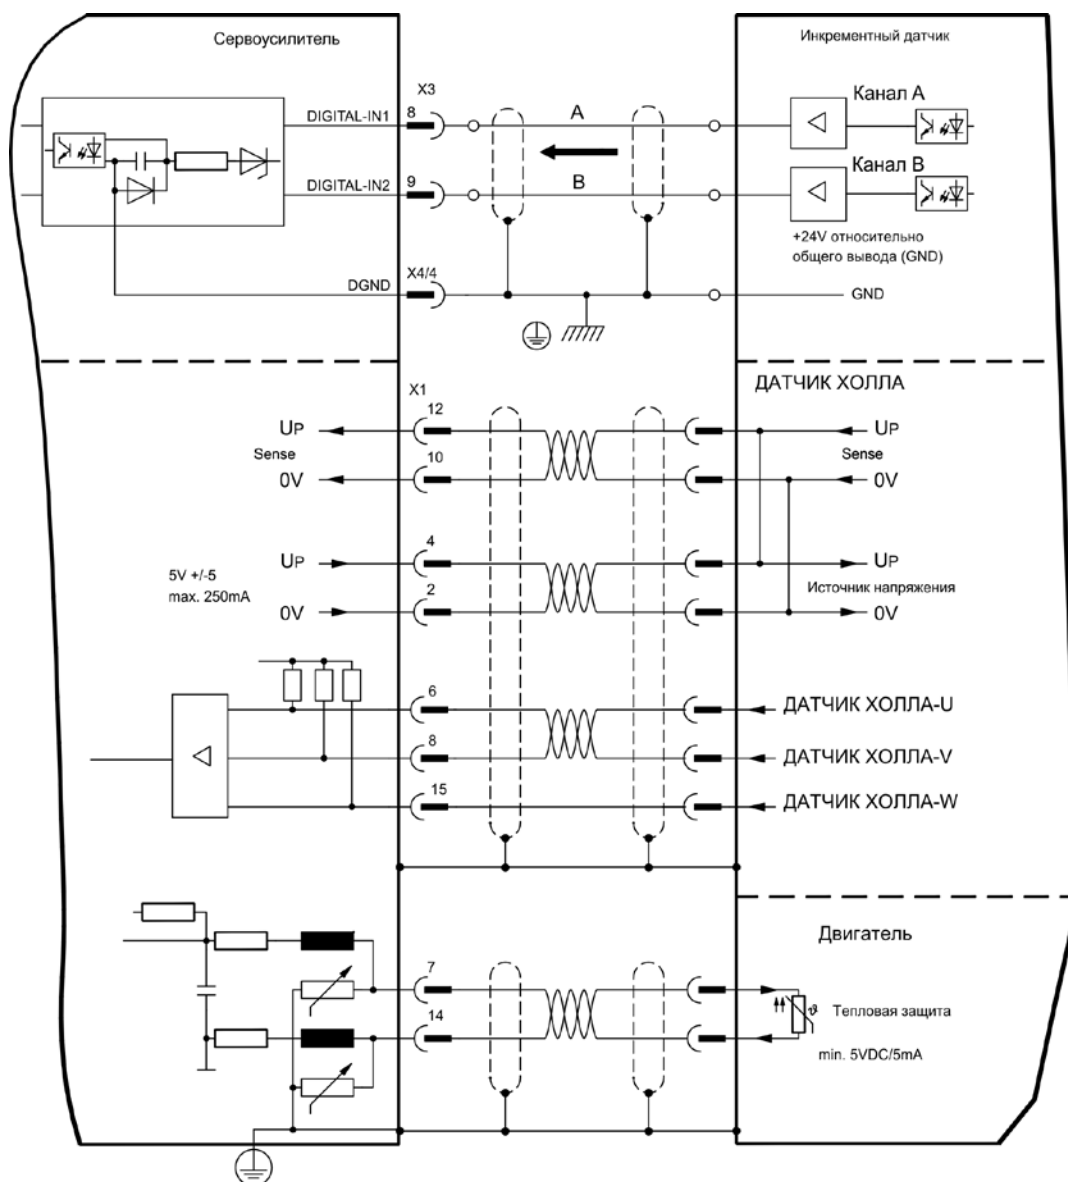 Сервоусилитель
Инкрементный датчик
X3
DIGITAL-IN1
8
A
Канал A
DIGITAL-IN2
9
B
Канал B
+24V относительно
общего вывода (GND)
X4/4
DGND
GND
ДАТЧИК ХОЛЛА
X1
UP
12
UP
Sense
Sense
0V
10
0V
UP
4
UP
5V +/-5
max. 250mA
Источник напряжения
0V
2
0V
6
ДАТЧИК ХОЛЛА-U
8
ДАТЧИК ХОЛЛА-V
15
ДАТЧИК ХОЛЛА-W
Двигатель
7
ϑ
Тепловая защита
14
min. 5VDC/5mA